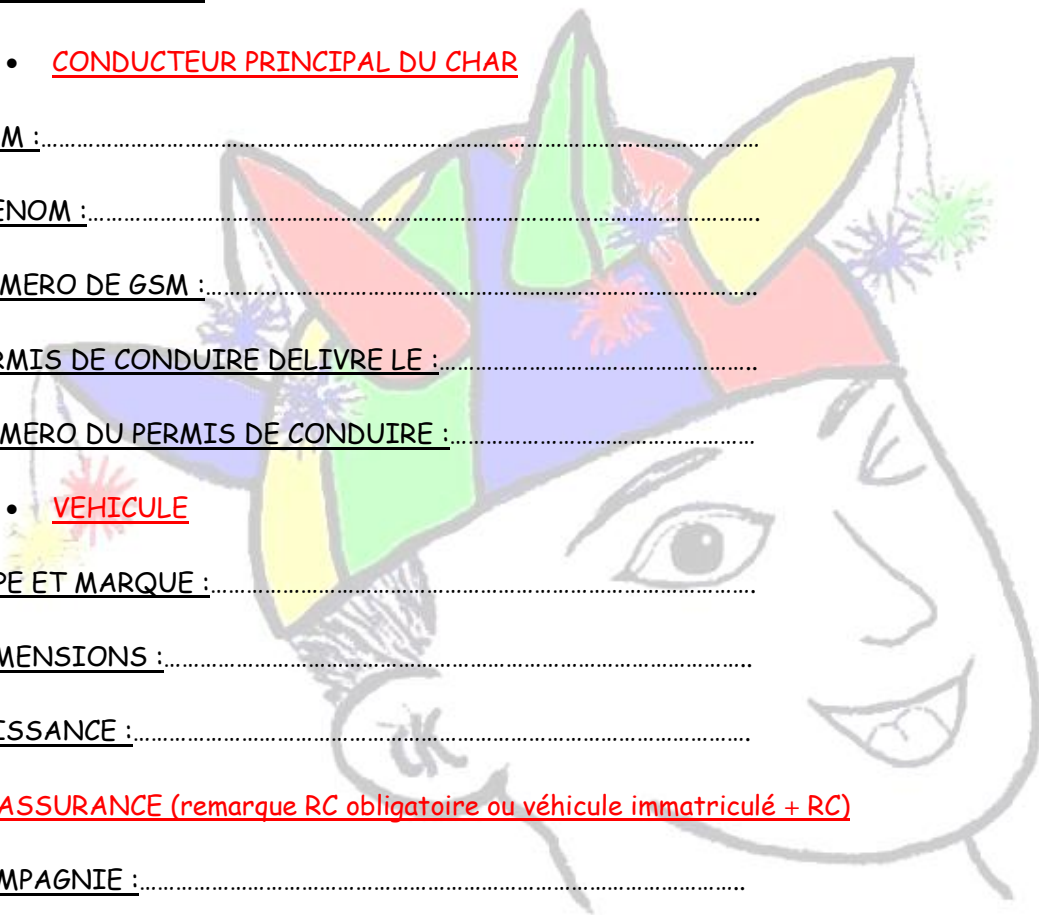 • CONDUCTEUR PRINCIPAL DU CHAR
M :……………………………………………………………………………
ENOM :……………………………………………………………………………
MERO DE GSM :……………………………………………………………
RMIS DE CONDUIRE DELIVRE LE :……………………………………..
MERO DU PERMIS DE CONDUIRE :……………………………………
• VEHICULE
PE ET MARQUE :……………………………………………………………….
MENSIONS :……………………………………………………………………..
ISSANCE :……………………………………………………………………….
ASSURANCE (remarque RC obligatoire ou véhicule immatriculé + RC)
MPAGNIE :……………………………………………………………………..